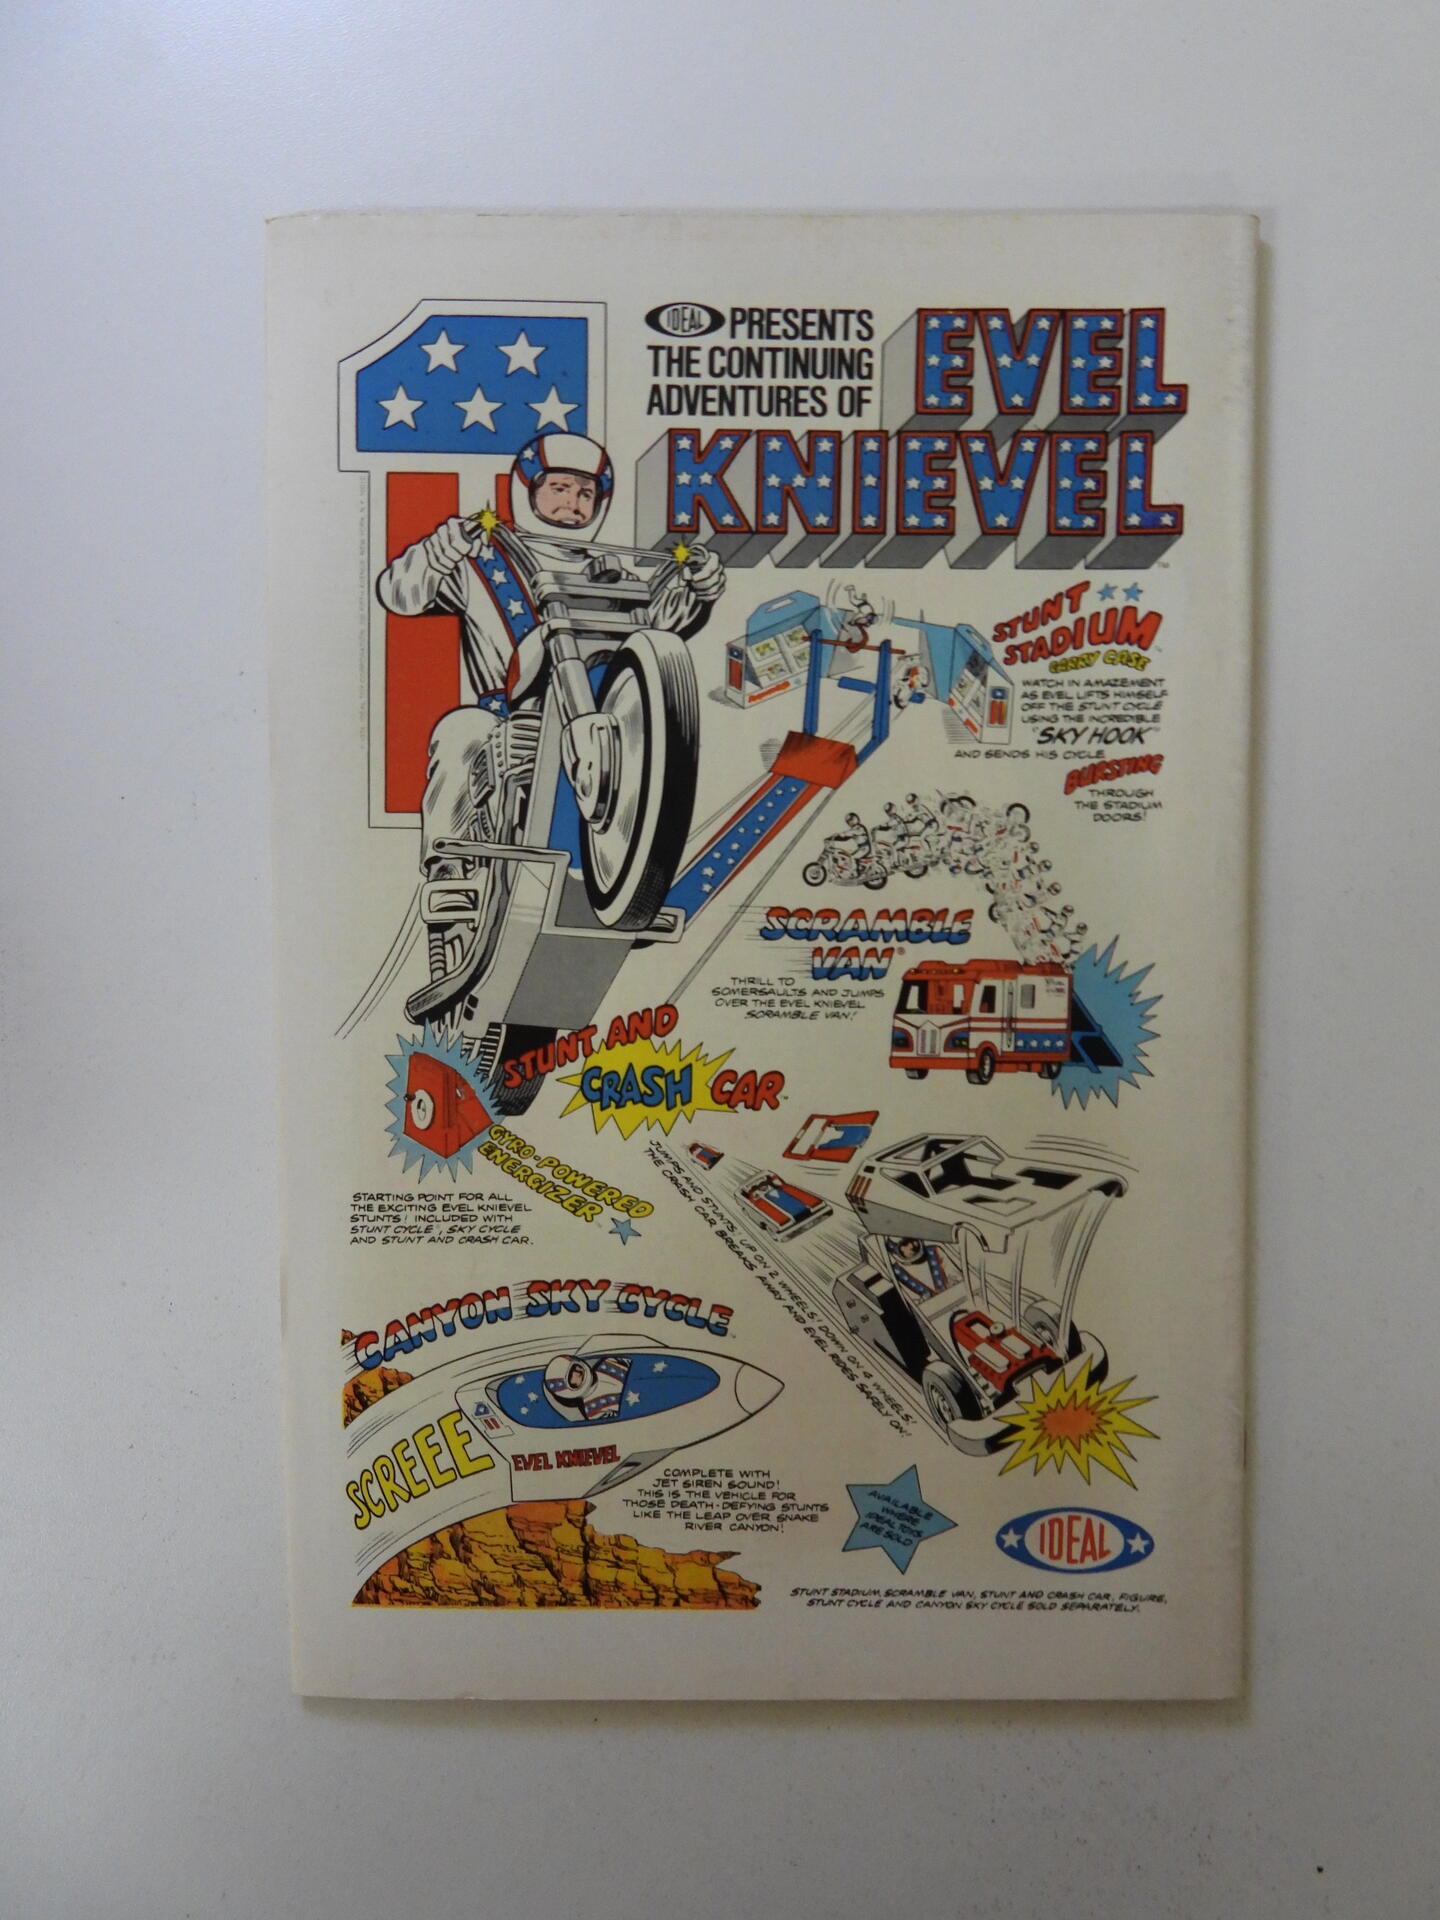 IDEAL PRESENTS
THE CONTINUING
ADVENTURES OF
EVEL
KNIEVEL
TM
STUNT
STADIUM
CARRY CASE
WATCH IN AMAZEMENT
AS EVEL LIFTS HIMSELF
OFF THE STUNT CYCLE
USING THE INCREDIBLE
"SKY HOOK"
AND SENDS HIS CYCLE
BURSTING
THROUGH
THE STADIUM
DOORS!
SCRAMBLE
VAN®
THRILL TO
SOMERSAULTS AND JUMPS
OVER THE EVEL KNIEVEL
SCRAMBLE VAN!
STUNT AND
CRASH CAR
GYRO-POWERED
ENERGIZER
STARTING POINT FOR ALL
THE EXCITING EVEL KNIEVEL
STUNTS! INCLUDED WITH
STUNT CYCLE®, SKY CYCLE
AND STUNT AND CRASH CAR.
JUMPS AND STUNTS! UP ON 2 WHEELS! DOWN ON 4 WHEELS!
THE CRASH CAR BREAKS AWAY AND EVEL RIDES SAFELY ON!
CANYON SKY CYCLE
SCREEE
EVEL KNIEVEL
COMPLETE WITH
JET SIREN SOUND!
THIS IS THE VEHICLE FOR
THOSE DEATH-DEFYING STUNTS
LIKE THE LEAP OVER SNAKE
RIVER CANYON!
AVAILABLE
WHERE
IDEAL TOYS
ARE SOLD
IDEAL
STUNT STADIUM, SCRAMBLE VAN, STUNT AND CRASH CAR, FIGURE,
STUNT CYCLE AND CANYON SKY CYCLE SOLD SEPARATELY.